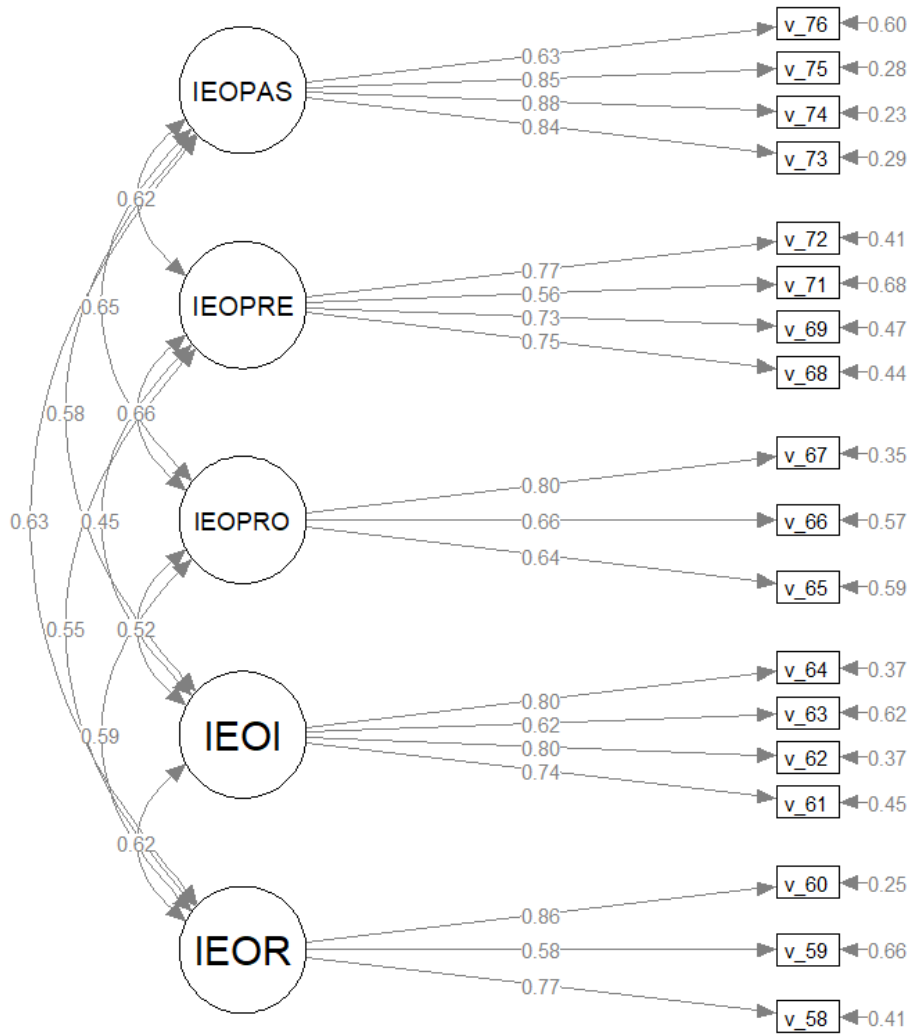 v_76 0.60
0.63
v_75 0.28
IEOPAS 0.85
0.88
v_74 0.23
0.84
v_73 0.29
0.62
v_72 0.41
0.77
v_71 0.68
0.56
IEOPRE 0.65
0.73
v_69 0.47
0.75
v_68 0.44
0.58 0.66
v_67 0.35
0.80
0.63 0.45 IEOPRO 0.66 v_66 0.57
0.64
v_65 0.59
0.55 0.52
v_64 0.37
0.80
v_63 0.62
0.62
0.59 IEOI
0.80
v_62 0.37
0.74
v_61 0.45
0.62
v_60 0.25
0.86
IEOR 0.58 v_59 0.66
0.77
v_58 0.41